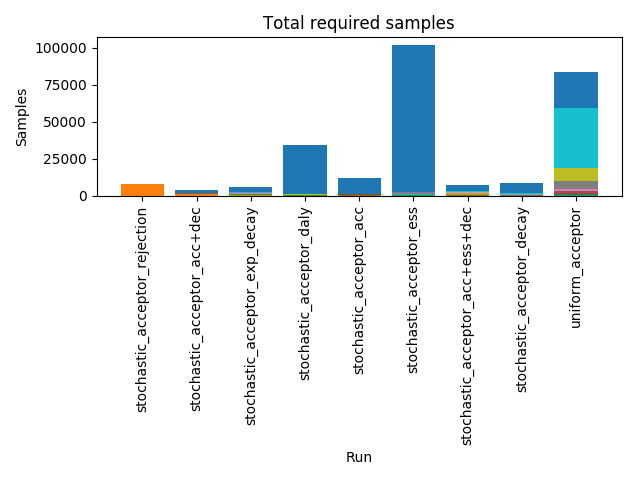 Total required samples
Samples
100000
75000
50000
25000
0
stochastic_acceptor_rejection
stochastic_acceptor_acc+dec
stochastic_acceptor_exp_decay
stochastic_acceptor_daly
stochastic_acceptor_acc
stochastic_acceptor_ess
stochastic_acceptor_acc+ess+dec
stochastic_acceptor_decay
uniform_acceptor
Run